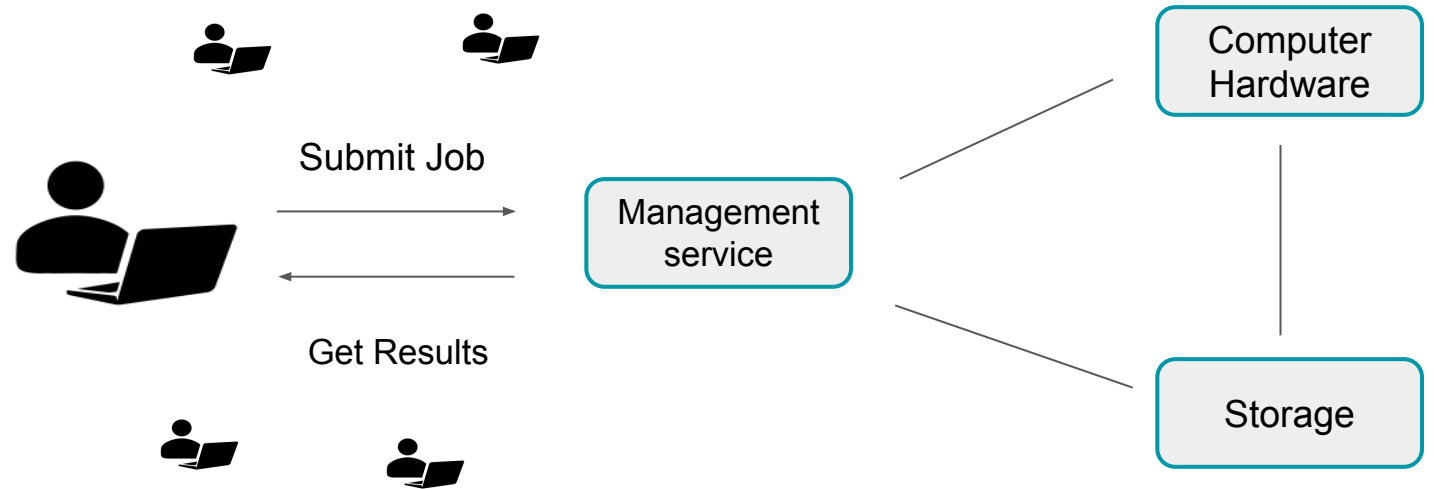 Submit Job
Get Results
Management
service
Computer
Hardware
Storage